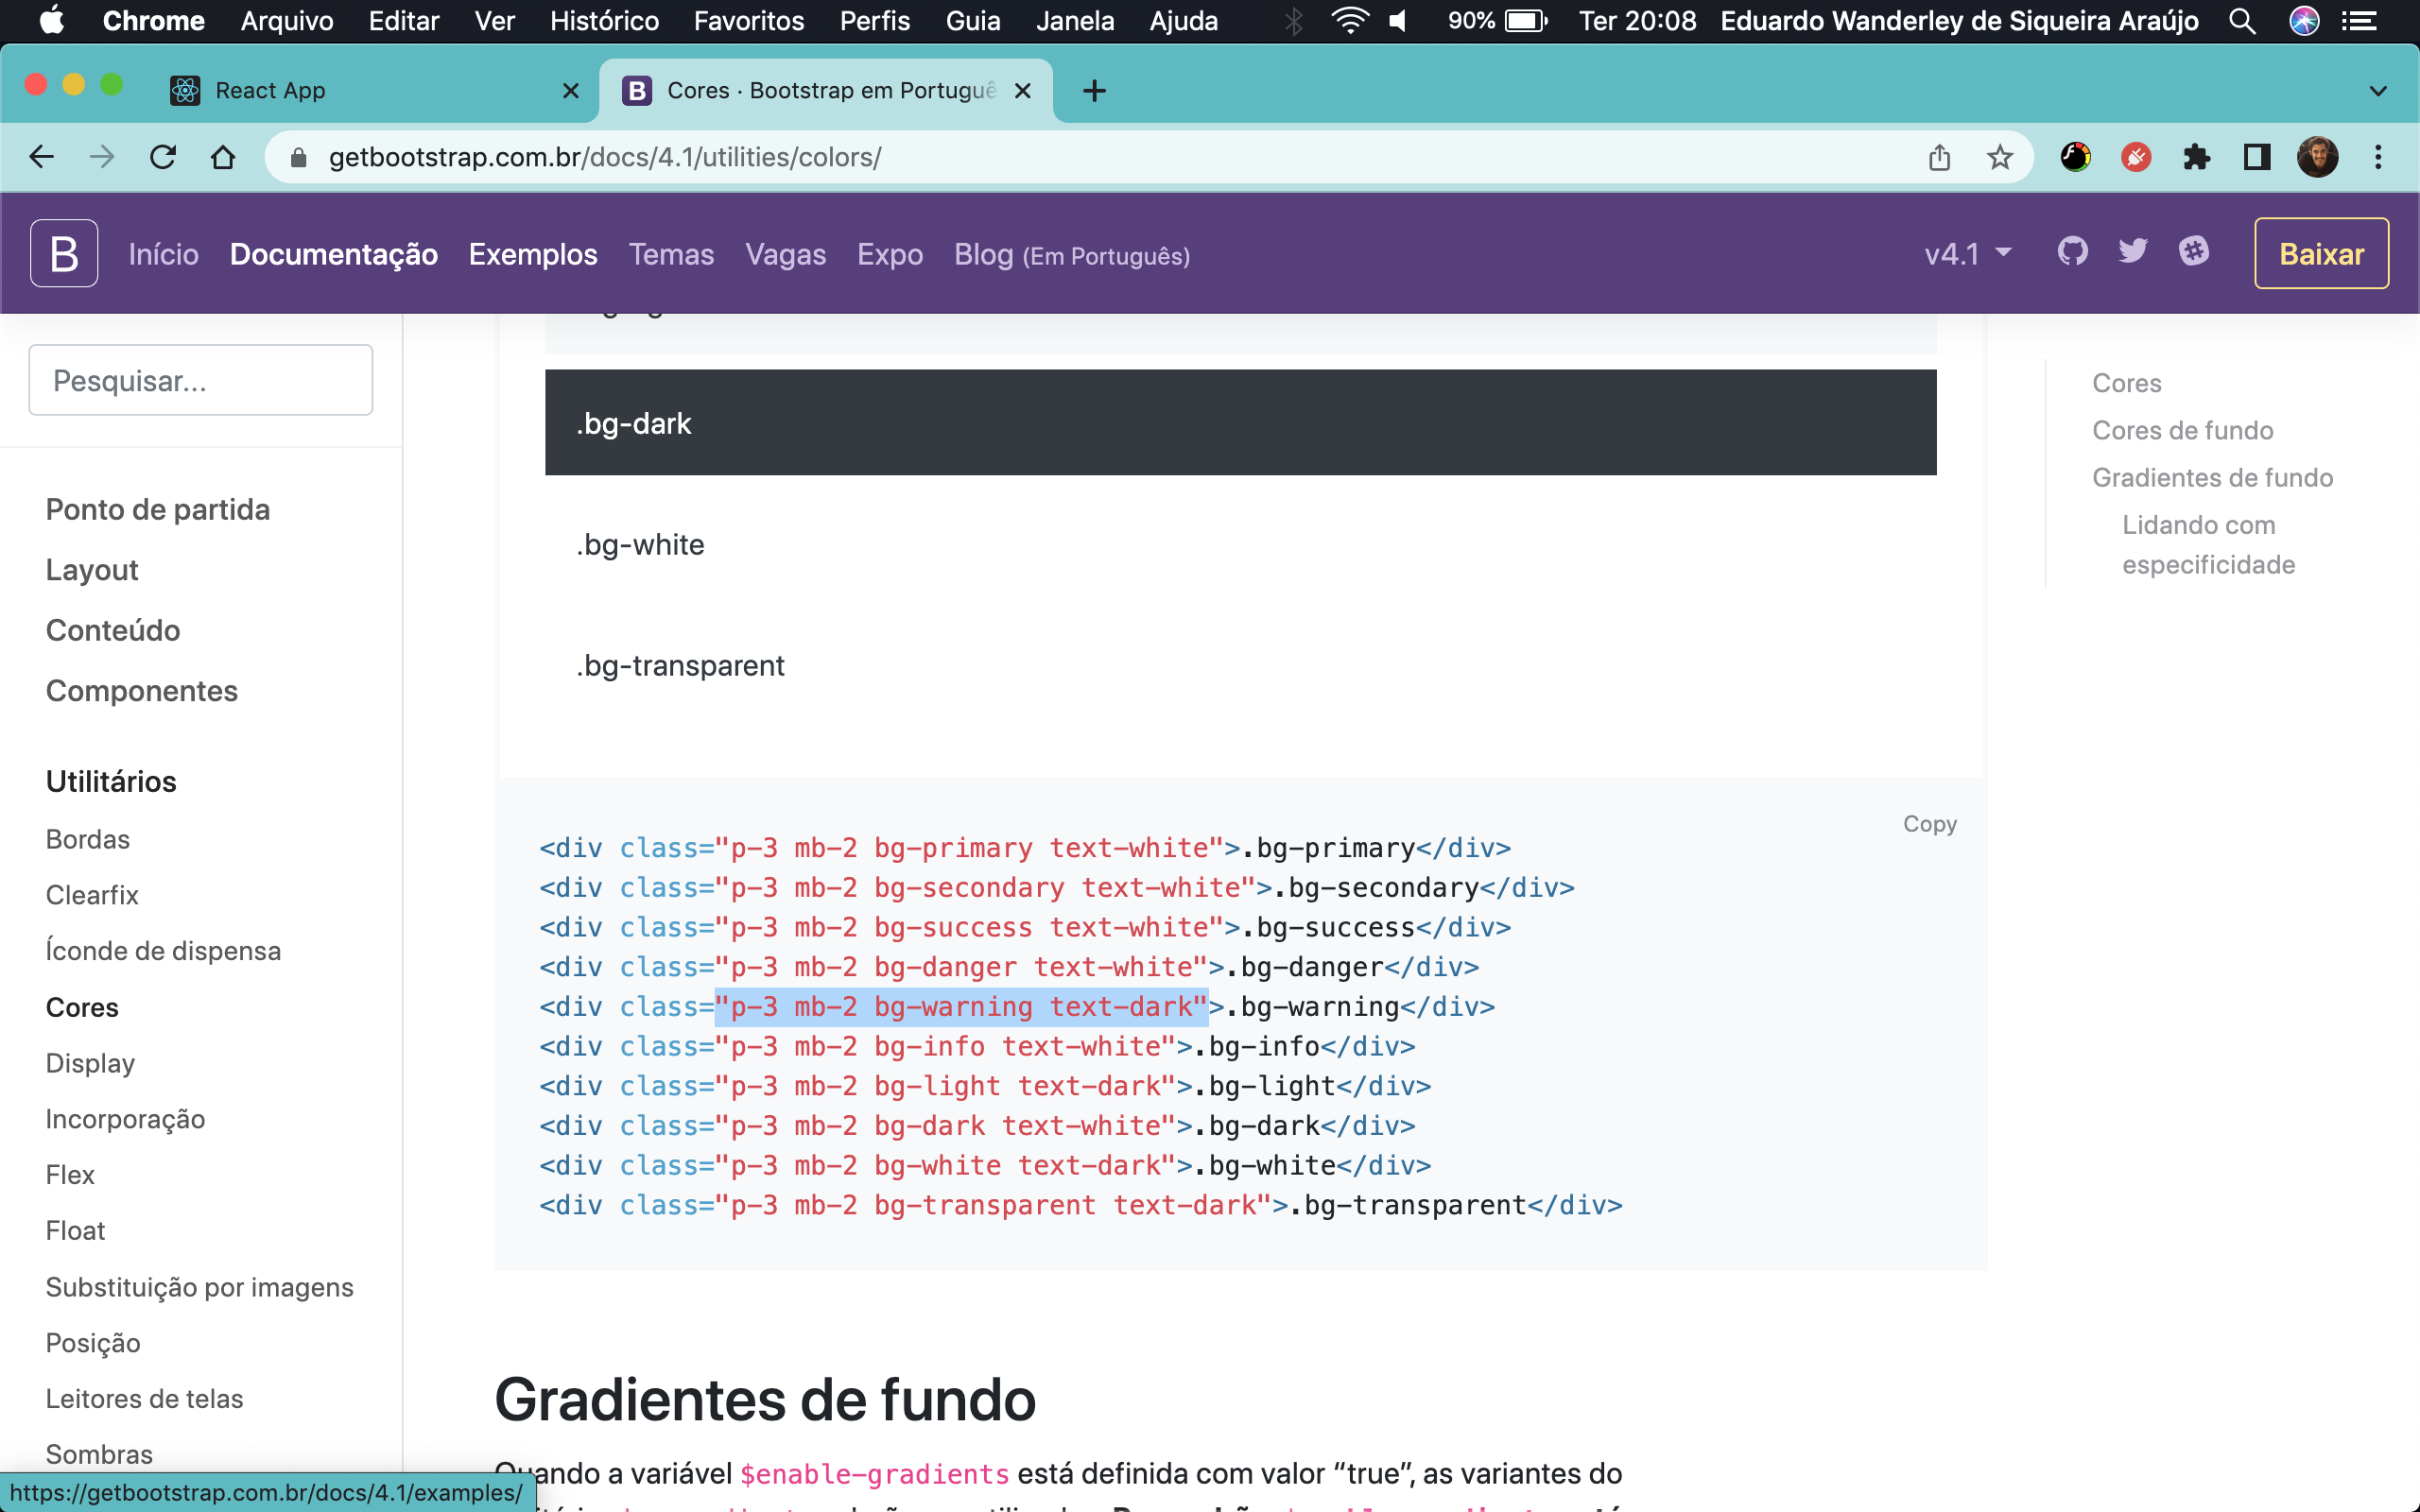 Chrome Arquivo Editar Ver Histórico Favoritos Perfis Guia Janela Ajuda 90% Ter 20:08 Eduardo Wanderley de Siqueira Araújo
React App
Cores · Bootstrap em Portuguê
getbootstrap.com.br/docs/4.1/utilities/colors/
B Início Documentação Exemplos Temas Vagas Expo Blog (Em Português) v4.1 Baixar
Pesquisar...
Ponto de partida
Layout
Conteúdo
Componentes
Utilitários
Bordas
Clearfix
Íconde de dispensa
Cores
Display
Incorporação
Flex
Float
Substituição por imagens
Posição
Leitores de telas
Sombras
https://getbootstrap.com.br/docs/4.1/examples/
.bg-dark
.bg-white
.bg-transparent
Copy
<div class="p-3 mb-2 bg-primary text-white">.bg-primary</div>
<div class="p-3 mb-2 bg-secondary text-white">.bg-secondary</div>
<div class="p-3 mb-2 bg-success text-white">.bg-success</div>
<div class="p-3 mb-2 bg-danger text-white">.bg-danger</div>
<div class="p-3 mb-2 bg-warning text-dark">.bg-warning</div>
<div class="p-3 mb-2 bg-info text-white">.bg-info</div>
<div class="p-3 mb-2 bg-light text-dark">.bg-light</div>
<div class="p-3 mb-2 bg-dark text-white">.bg-dark</div>
<div class="p-3 mb-2 bg-white text-dark">.bg-white</div>
<div class="p-3 mb-2 bg-transparent text-dark">.bg-transparent</div>
Gradientes de fundo
Quando a variável $enable-gradients está definida com valor “true”, as variantes do
Cores
Cores de fundo
Gradientes de fundo
Lidando com
especificidade